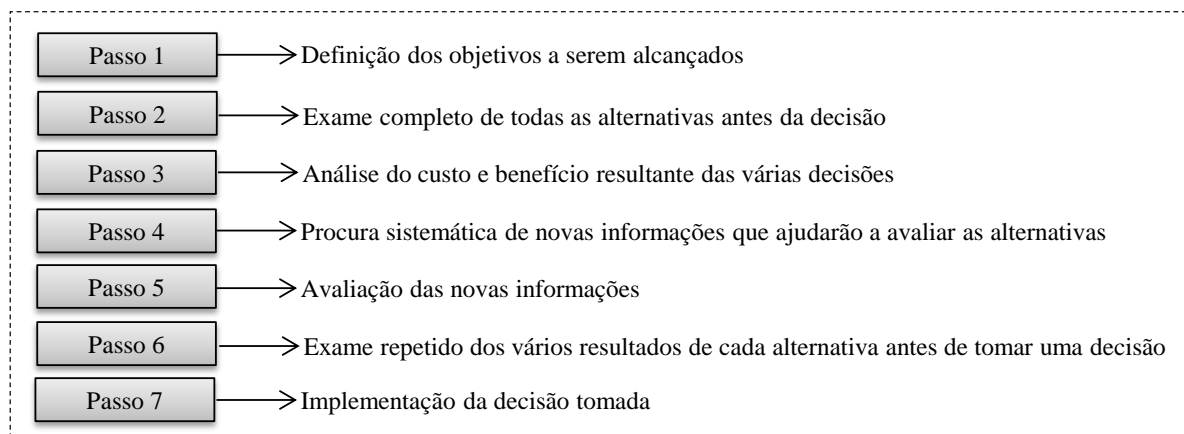 Passo 1 Definição dos objetivos a serem alcançados
Passo 2 Exame completo de todas as alternativas antes da decisão
Passo 3 Análise do custo e benefício resultante das várias decisões
Passo 4 Procura sistemática de novas informações que ajudarão a avaliar as alternativas
Passo 5 Avaliação das novas informações
Passo 6 Exame repetido dos vários resultados de cada alternativa antes de tomar uma decisão
Passo 7 Implementação da decisão tomada